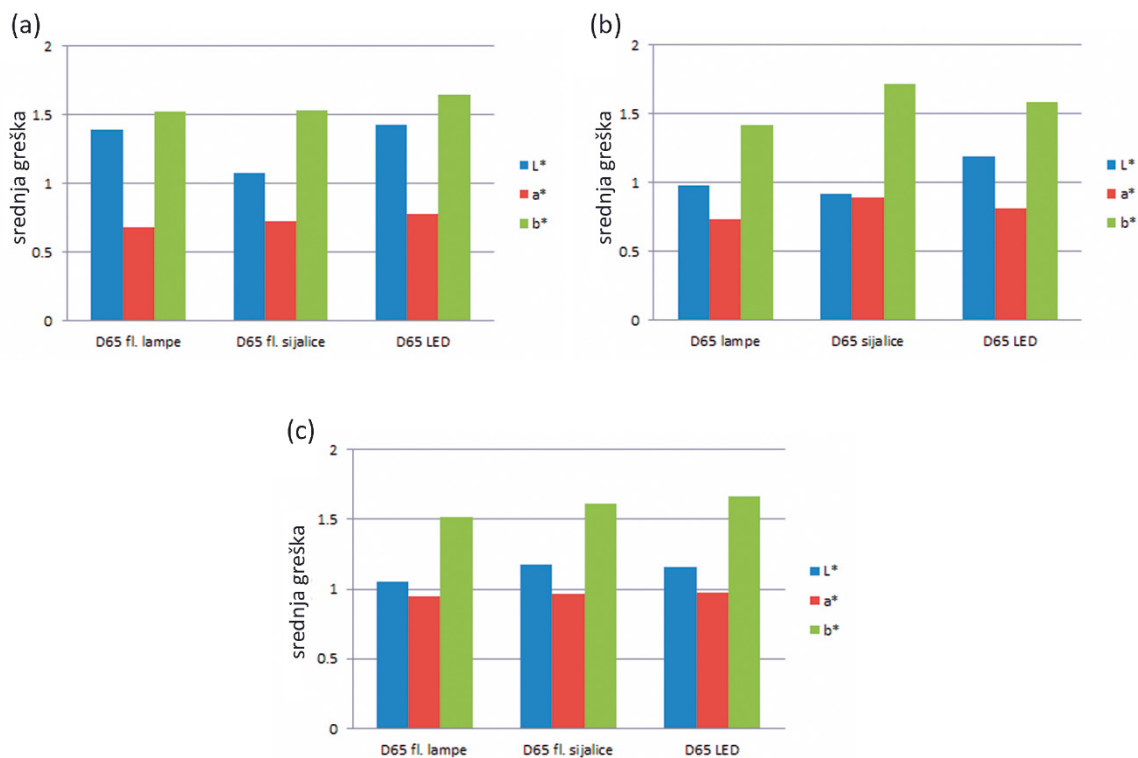 (a)
2
1.5
1
0.5
0
srednja greška
D65 fl. lampe D65 fl. sijalice D65 LED
L*
a*
b*
(b)
2
1.5
1
0.5
0
srednja greška
D65 lampe D65 sijalice D65 LED
L*
a*
b*
(c)
2
1.5
1
0.5
0
srednja greška
D65 fl. lampe D65 fl. sijalice D65 LED
L*
a*
b*